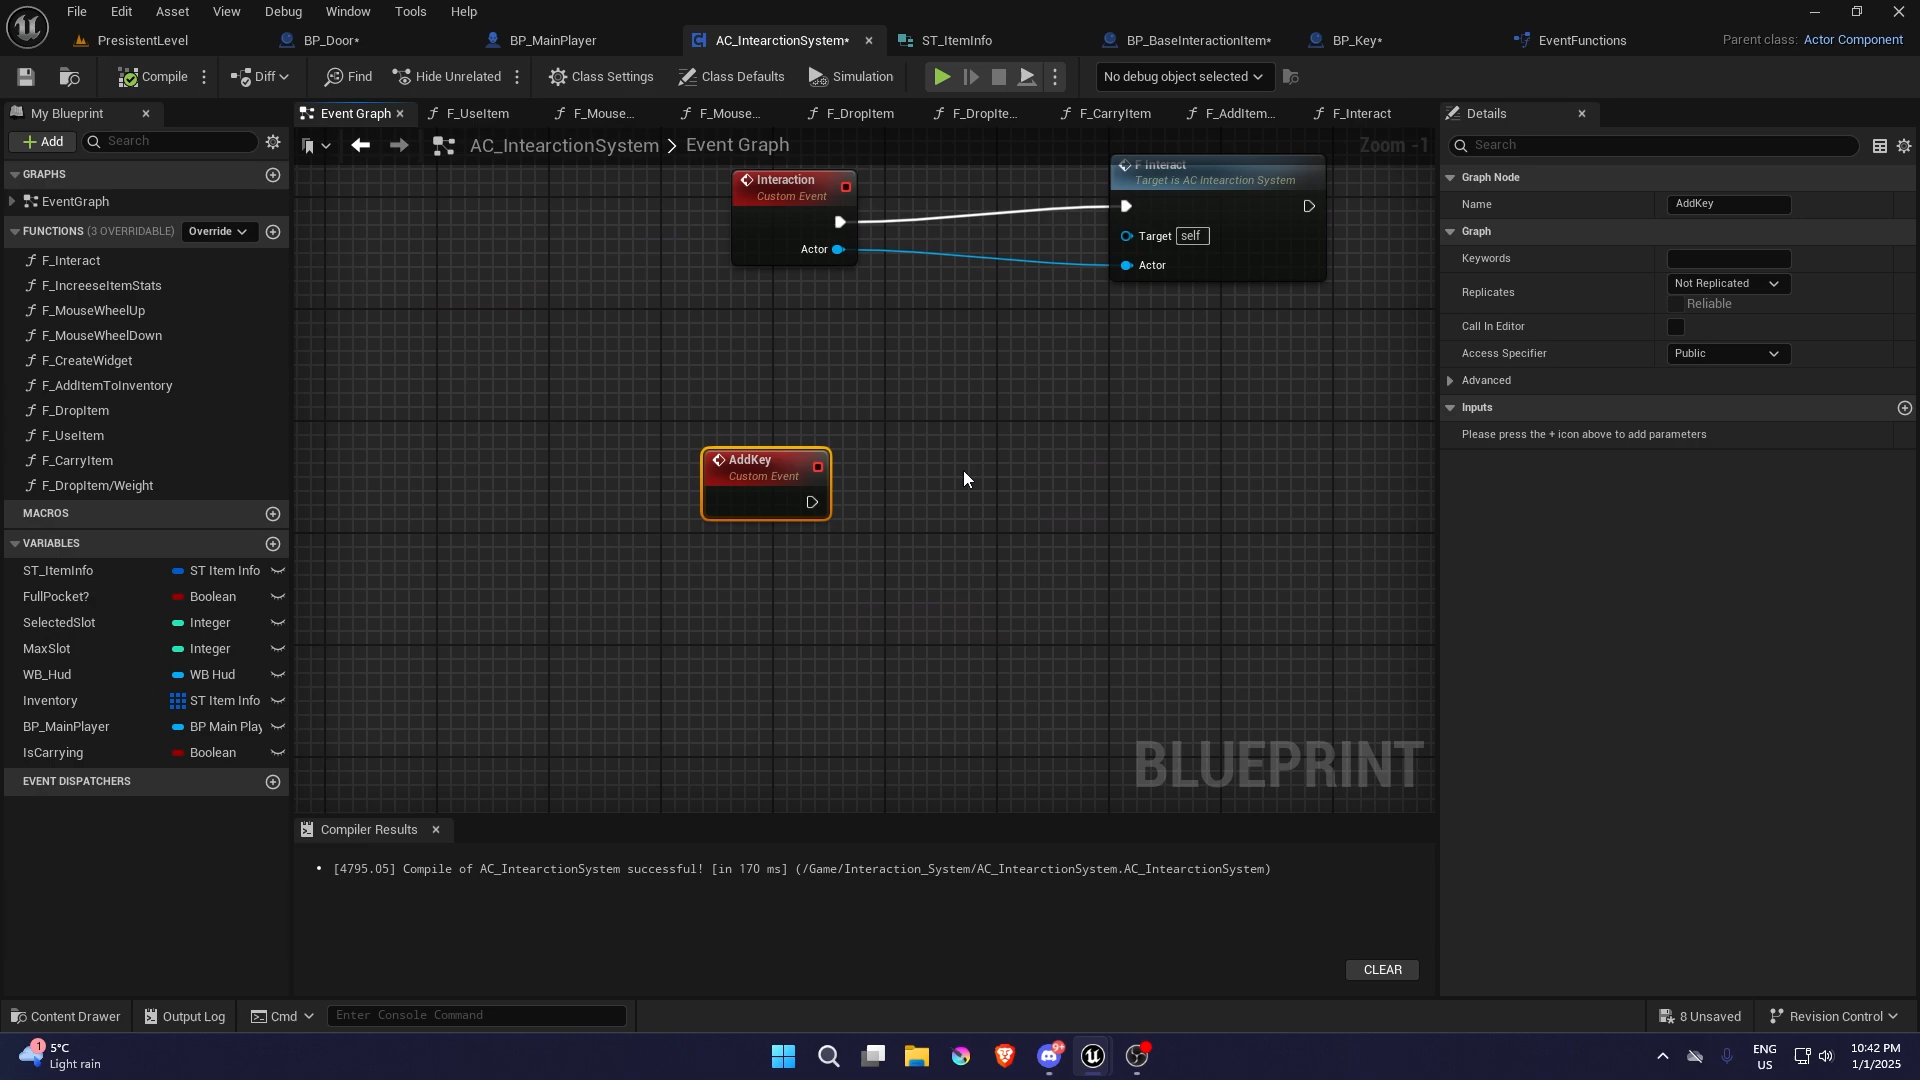 File Edit Asset View Debug Window Tools Help
PresistentLevel BP_Door* BP_MainPlayer AC_IntearctionSystem* ST_ItemInfo BP_BaseInteractionItem* BP_Key* EventFunctions Parent class: Actor Component
Compile Diff Find Hide Unrelated Class Settings Class Defaults Simulation No debug object selected
My Blueprint Event Graph F_UseItem F_Mouse... F_Mouse... F_DropItem F_DropIte... F_CarryItem F_AddItem... F_Interact Details
Add Search AC_IntearctionSystem > Event Graph Zoom -1 Search
GRAPHS
EventGraph
FUNCTIONS (3 OVERRIDABLE) Override
F_Interact
F_IncreeseItemStats
F_MouseWheelUp
F_MouseWheelDown
F_CreateWidget
F_AddItemToInventory
F_DropItem
F_UseItem
F_CarryItem
F_DropItem/Weight
MACROS
VARIABLES
ST_ItemInfo ST Item Info
FullPocket? Boolean
SelectedSlot Integer
MaxSlot Integer
WB_Hud WB Hud
Inventory ST Item Info
BP_MainPlayer BP Main Play
IsCarrying Boolean
EVENT DISPATCHERS
Interaction
Custom Event
Actor
F Interact
Target is AC Intearction System
Target self
Actor
AddKey
Custom Event
BLUEPRINT
Graph Node
Name AddKey
Graph
Keywords
Replicates Not Replicated
Reliable
Call In Editor
Access Specifier Public
Advanced
Inputs
Please press the + icon above to add parameters
Compiler Results
[4795.05] Compile of AC_IntearctionSystem successful! [in 170 ms] (/Game/Interaction_System/AC_IntearctionSystem.AC_IntearctionSystem)
CLEAR
Content Drawer Output Log Cmd Enter Console Command 8 Unsaved Revision Control
1 5°C
Light rain
9+
ENG
US
10:42 PM
1/1/2025